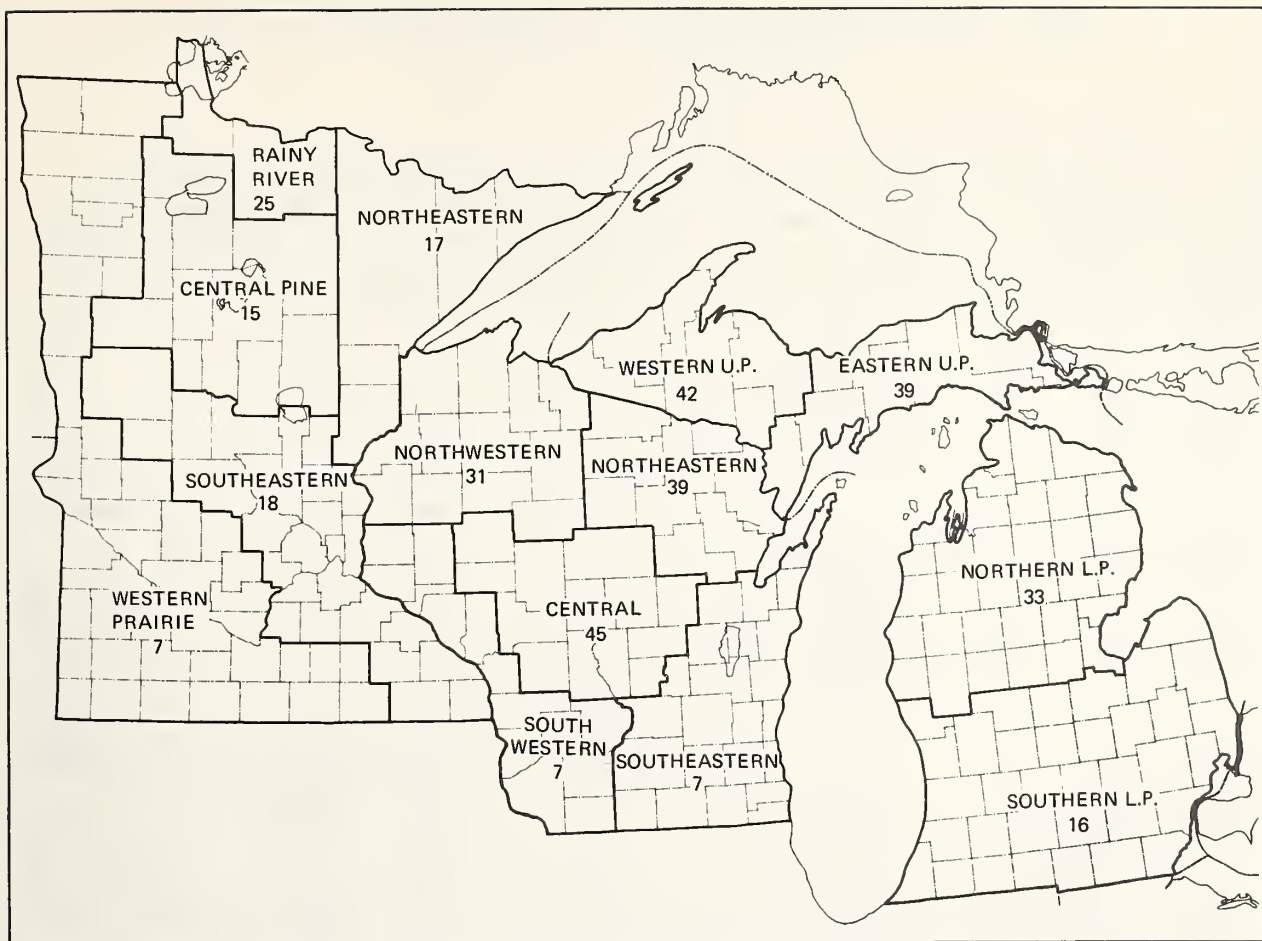 RAINY
RIVER
25
NORTHEASTERN
17
CENTRAL PINE
15
WESTERN U.P.
42
EASTERN U.P.
39
NORTHWESTERN
31
NORTHEASTERN
39
SOUTHEASTERN
18
WESTERN
PRAIRIE
7
CENTRAL
45
NORTHERN L.P.
33
SOUTH
WESTERN
7
SOUTHEASTERN
7
SOUTHERN L.P.
16